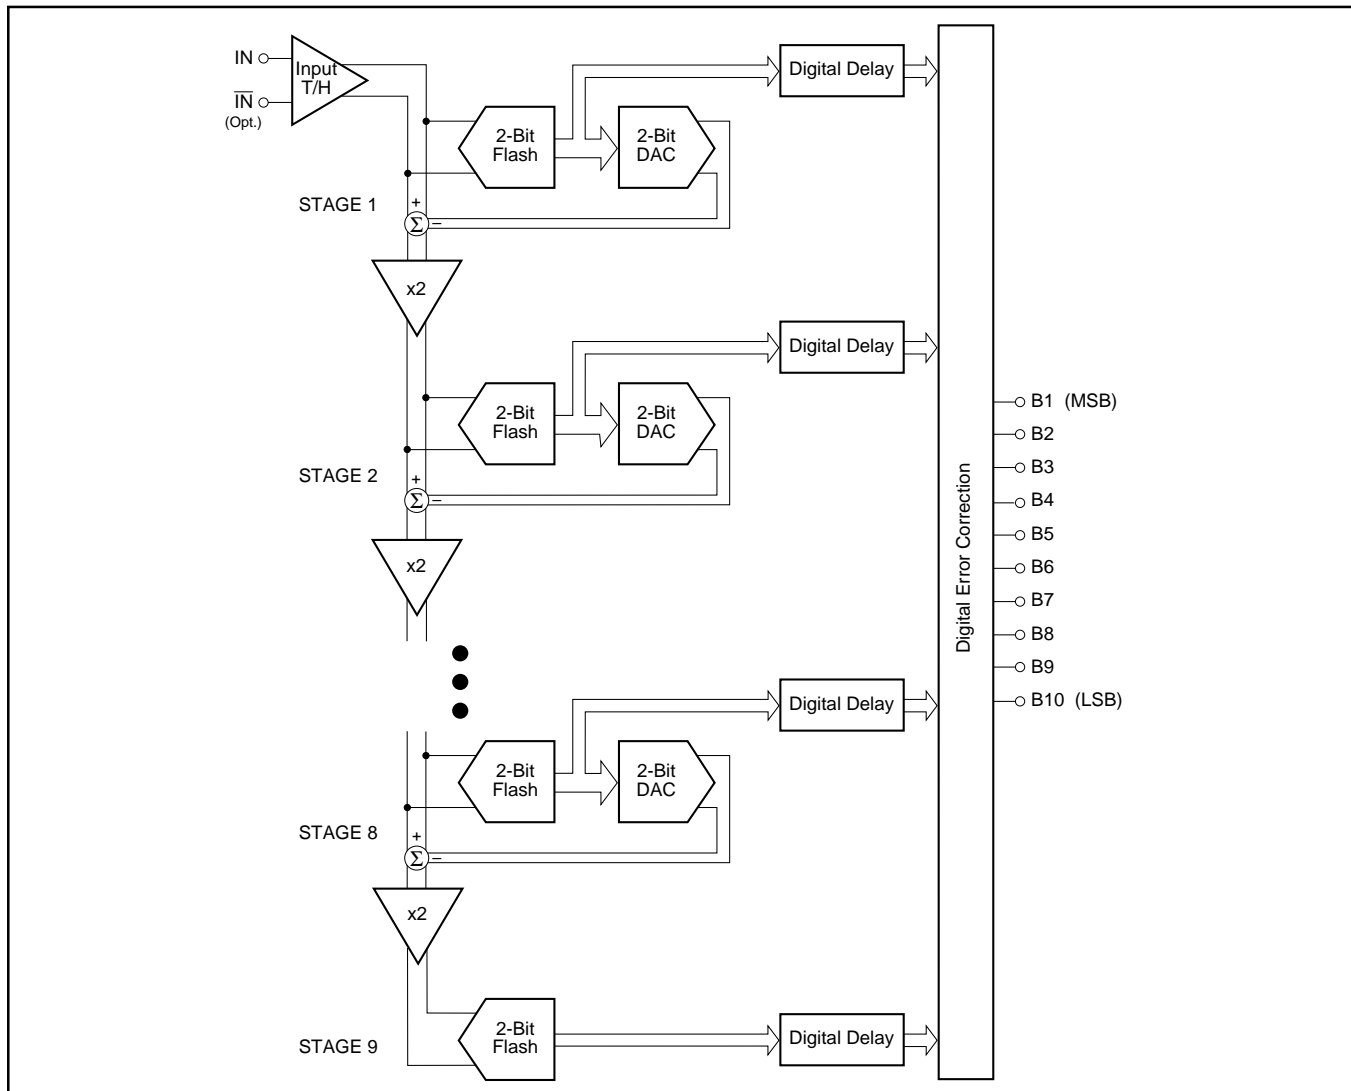 IN
Input
T/H
IN
(Opt.)
2-Bit
Flash
2-Bit
DAC
Digital Delay
STAGE 1
+
Σ
–
x2
2-Bit
Flash
2-Bit
DAC
Digital Delay
STAGE 2
+
Σ
–
x2
2-Bit
Flash
2-Bit
DAC
Digital Delay
STAGE 8
+
Σ
–
x2
2-Bit
Flash
Digital Delay
STAGE 9
Digital Error Correction
B1 (MSB)
B2
B3
B4
B5
B6
B7
B8
B9
B10 (LSB)